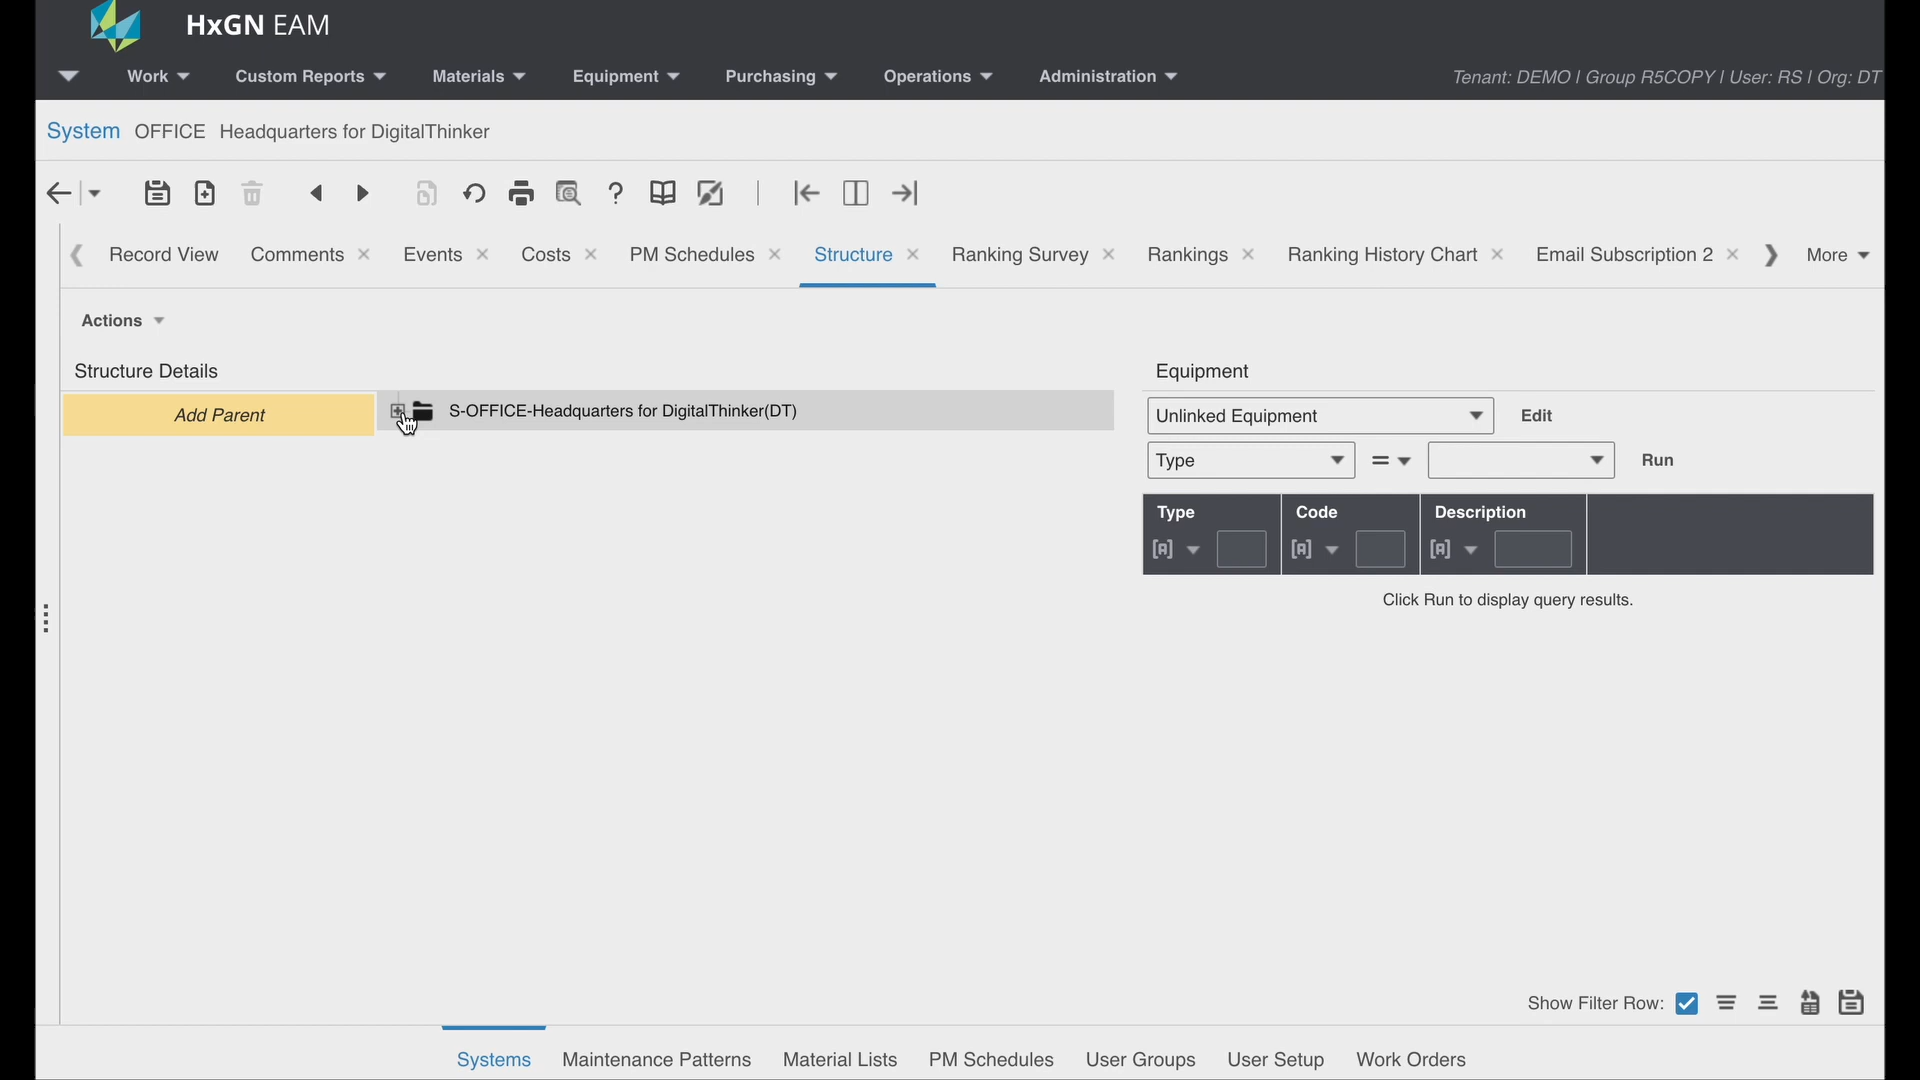 HxGN EAM
Work Custom Reports Materials Equipment Purchasing Operations Administration Tenant: DEMO I Group R5COPY I User: RS I Org: DT
System OFFICE Headquarters for DigitalThinker
Record View Comments Events Costs PM Schedules Structure Ranking Survey Rankings Ranking History Chart Email Subscription 2 More
Actions
Structure Details
Add Parent
S-OFFICE-Headquarters for DigitalThinker(DT)
Equipment
Unlinked Equipment Edit
Type = Run
Type Code Description
[A] [A] [A]
Click Run to display query results.
Show Filter Row:
Systems Maintenance Patterns Material Lists PM Schedules User Groups User Setup Work Orders